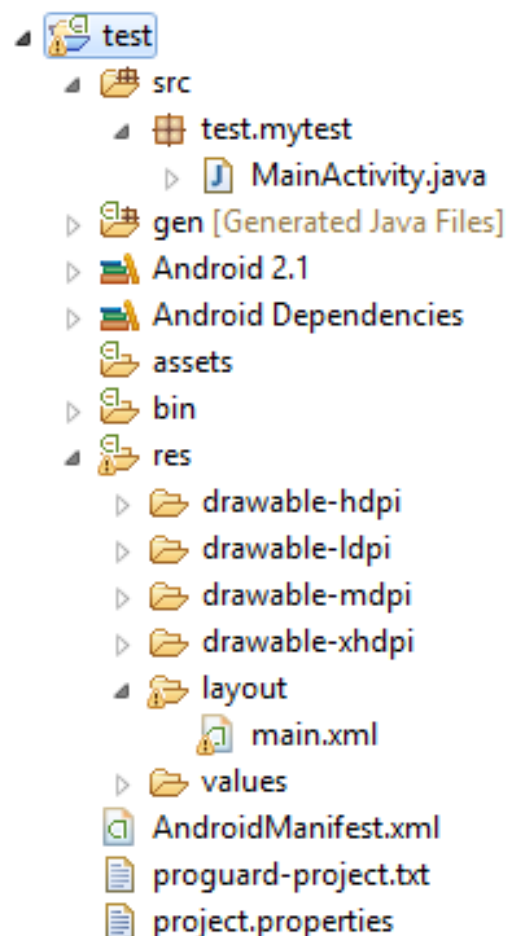 test
src
test.mytest
MainActivity.java
gen [Generated Java Files]
Android 2.1
Android Dependencies
assets
bin
res
drawable-hdpi
drawable-ldpi
drawable-mdpi
drawable-xhdpi
layout
main.xml
values
AndroidManifest.xml
proguard-project.txt
project.properties